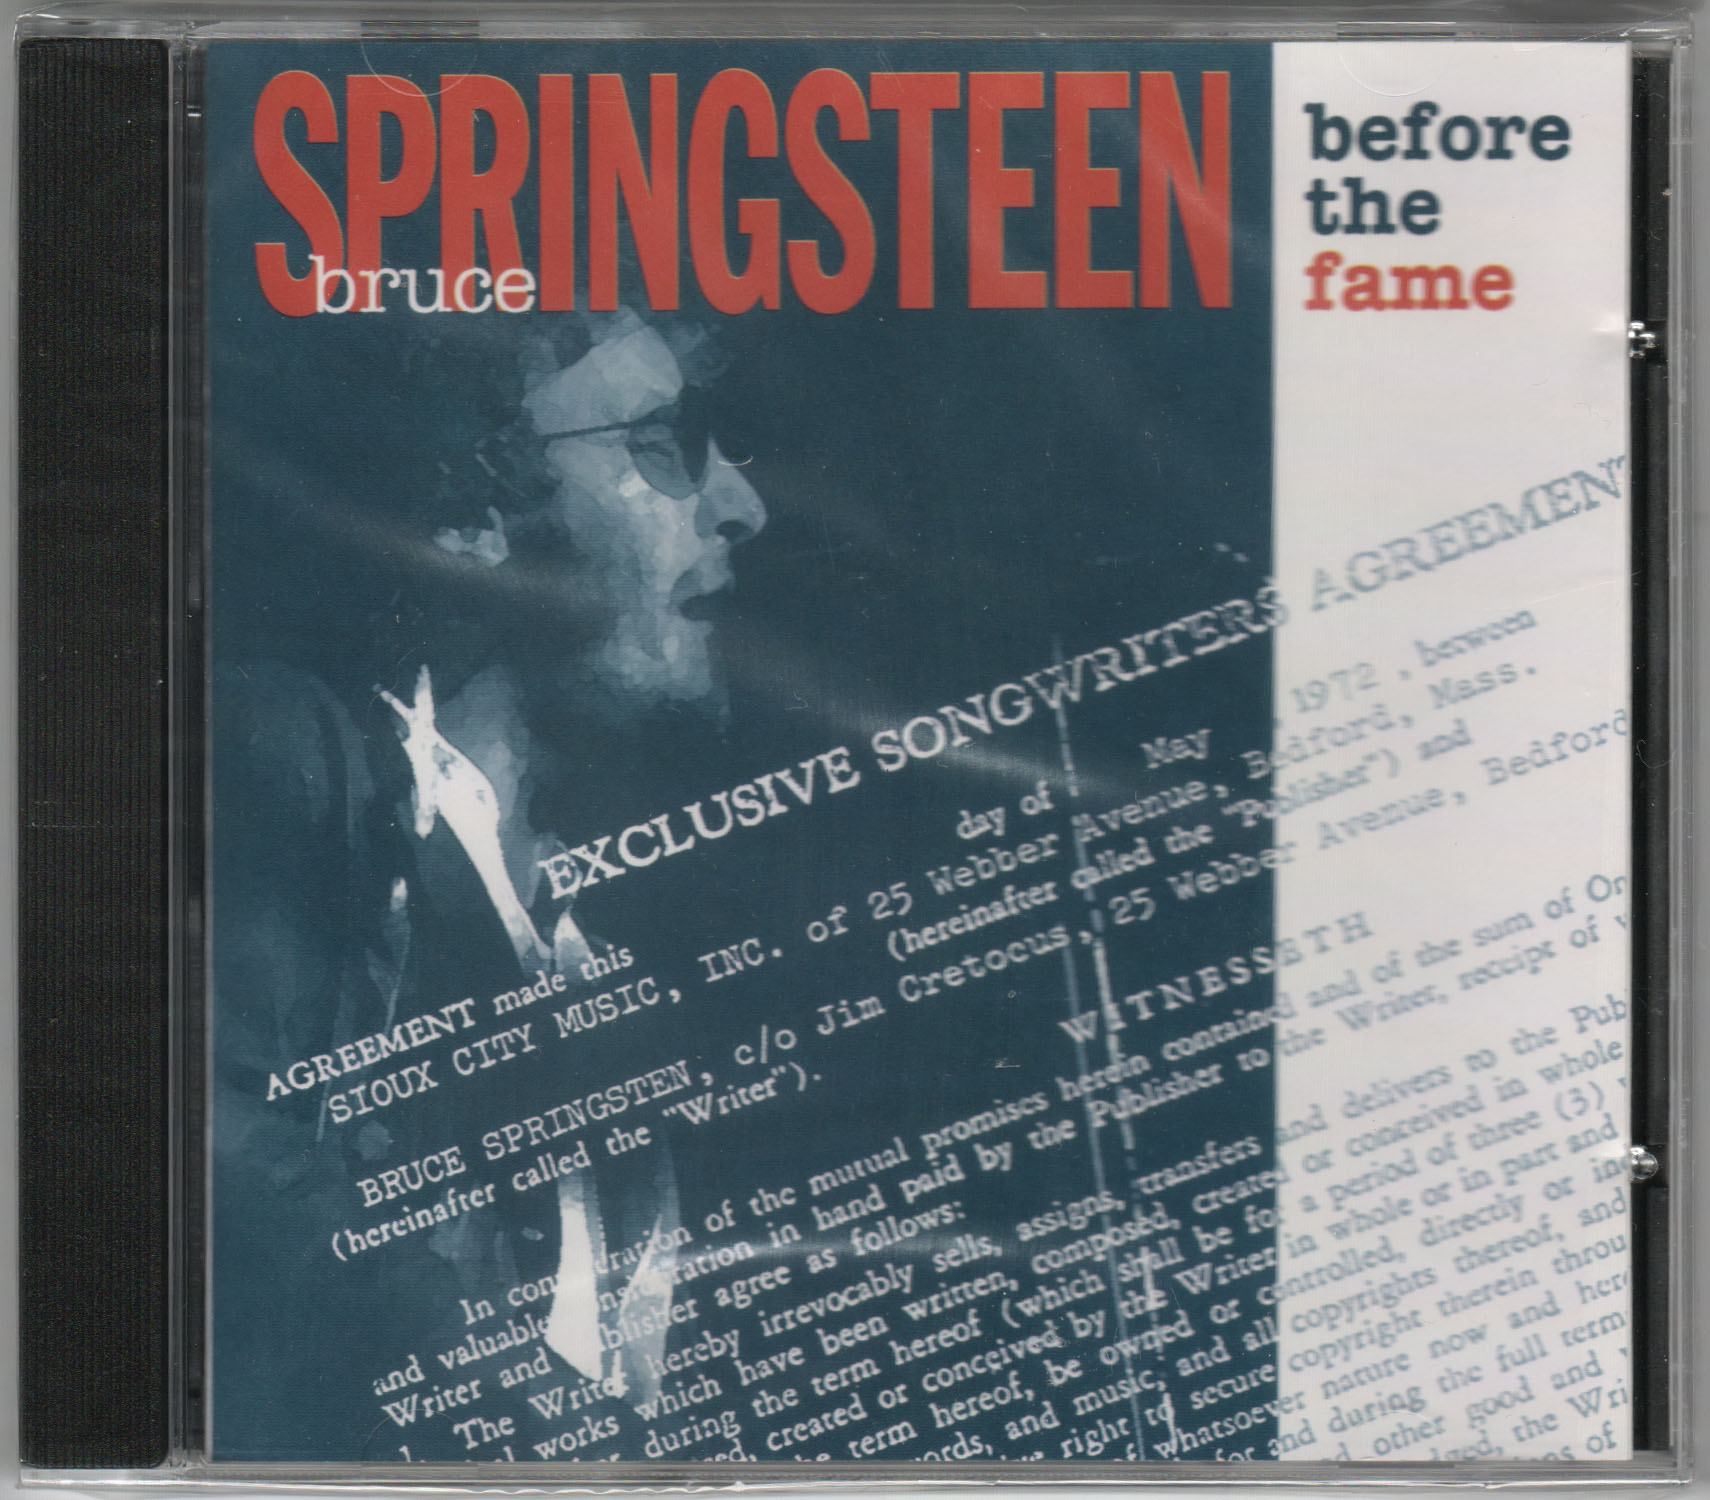 SPRINGSTEEN
bruce
before
the
fame
EXCLUSIVE SONGWRITERS AGREEMENT
AGREEMENT made this day of May 1972, between
SIOUX CITY MUSIC, INC. of 25 Webber Avenue, Bedford, Mass.
(hereinafter called the "Publisher") and
BRUCE SPRINGSTEN, c/o Jim Cretocus, 25 Webber Avenue, Bedford
(hereinafter called the "Writer").
WITNESSETH
In consideration of the mutual promises herein contained and of the sum of On
and valuable consideration in hand paid by the Publisher to the Writer, receipt of w
Writer and Publisher agree as follows:
The Writer hereby irrevocably sells, assigns, transfers and delivers to the Pub
works which have been written, composed, created or conceived in whole
during the term hereof (which shall be for a period of three (3)
created or conceived by the Writer in whole or in part and
term hereof, be owned or controlled, directly or in
words, and music, and all copyrights thereof, and
right to secure copyright therein throu
of whatsoever nature now and here
for and during the full term
other good and
the Wri
of